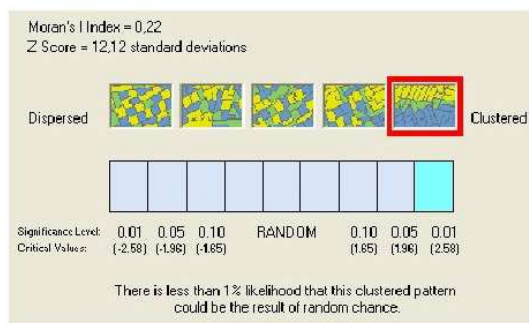 Moran's I Index = 0,22
Z Score = 12,12 standard deviations
Dispersed Clustered
Significance Level: 0.01 0.05 0.10 RANDOM 0.10 0.05 0.01
Critical Values: (-2.58) (-1.96) (-1.65) (1.65) (1.96) (2.58)
There is less than 1% likelihood that this clustered pattern
could be the result of random chance.